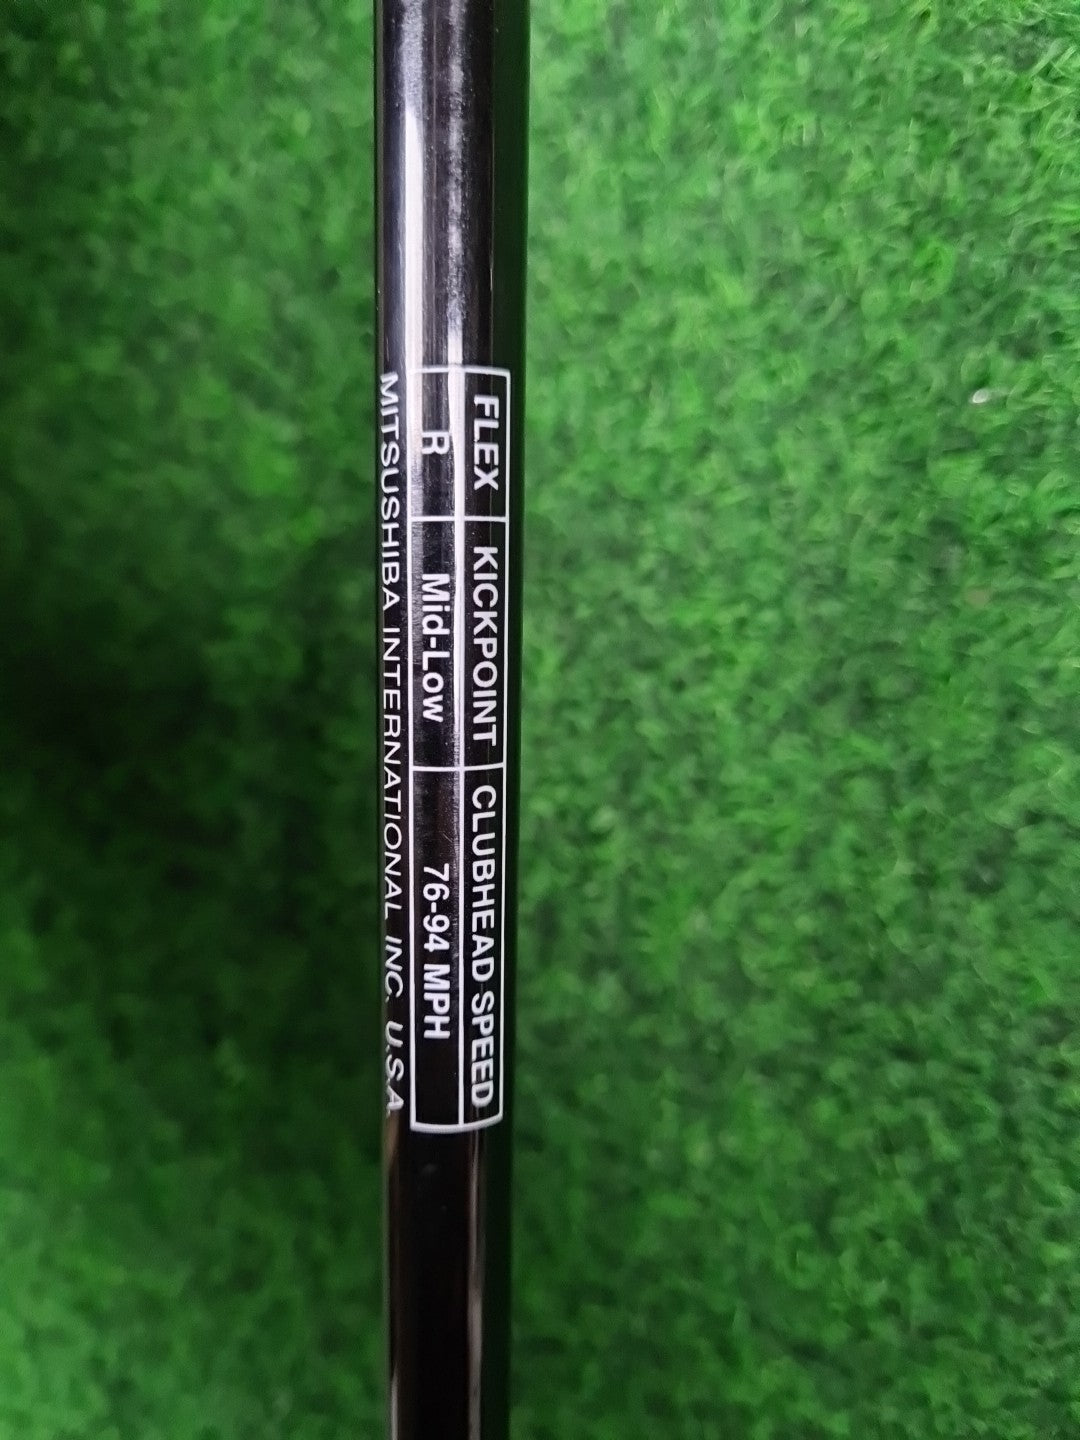 FLEX KICKPOINT CLUBHEAD SPEED
R Mid-Low 76-94 MPH
MITSUSHIBA INTERNATIONAL INC. U.S.A.